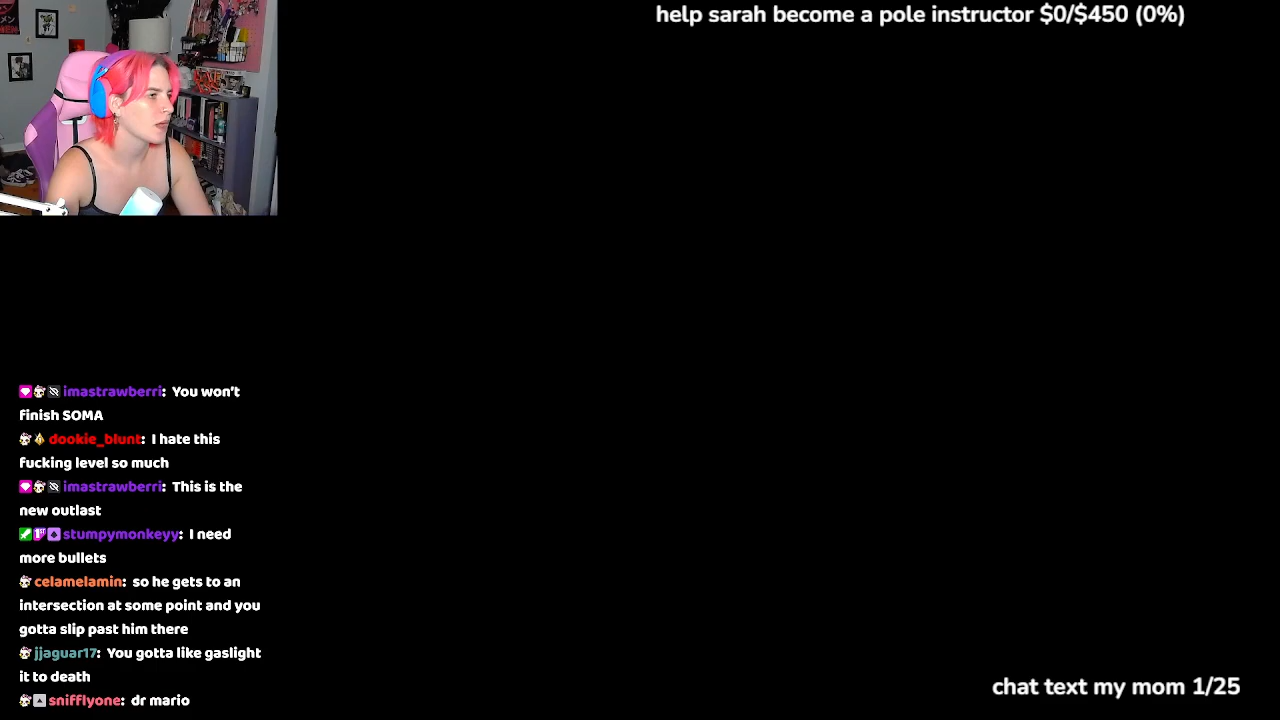 help sarah become a pole instructor $0/$450 (0%)
imastrawberri: You won't
finish SOMA
dookie_blunt: I hate this
fucking level so much
imastrawberri: This is the
new outlast
stumpymonkeyy: I need
more bullets
celamelamin: so he gets to an
intersection at some point and you
gotta slip past him there
jjaguar17: You gotta like gaslight
it to death
snifflyone: dr mario
chat text my mom 1/25